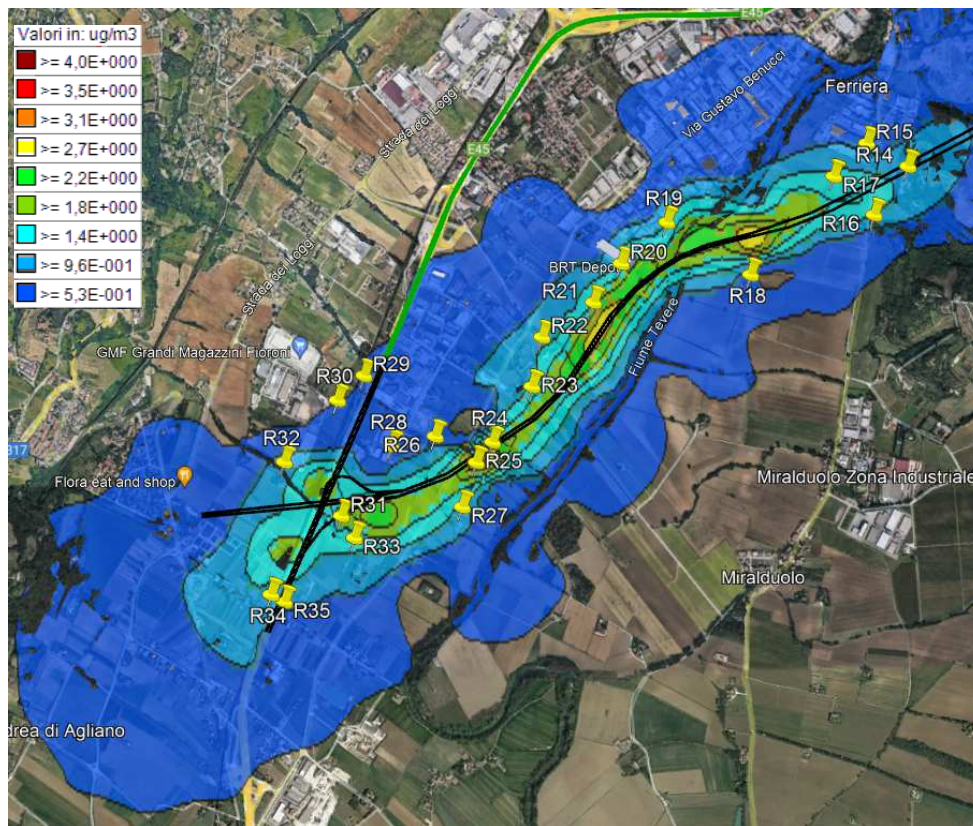 Valori in: ug/m3
>= 4,0E+000
>= 3,5E+000
>= 3,1E+000
>= 2,7E+000
>= 2,2E+000
>= 1,8E+000
>= 1,4E+000
>= 9,6E-001
>= 5,3E-001
E45
Via Gustavo Benucci
Ferriera
Strada dei Logg
E45
R15
R14
R17
R16
R19
R20
BRT Depot
R18
R21
Strada dei Logg
R22
Fiume Tevere
GMF Grandi Magazzini Fioroni
R29
R30
R23
R28
R24
R26
R32
317
R25
Flora eat and shop
Miralduolo Zona Industriale
R31
R27
R33
Miralduolo
R34
R35
drea di Agliano